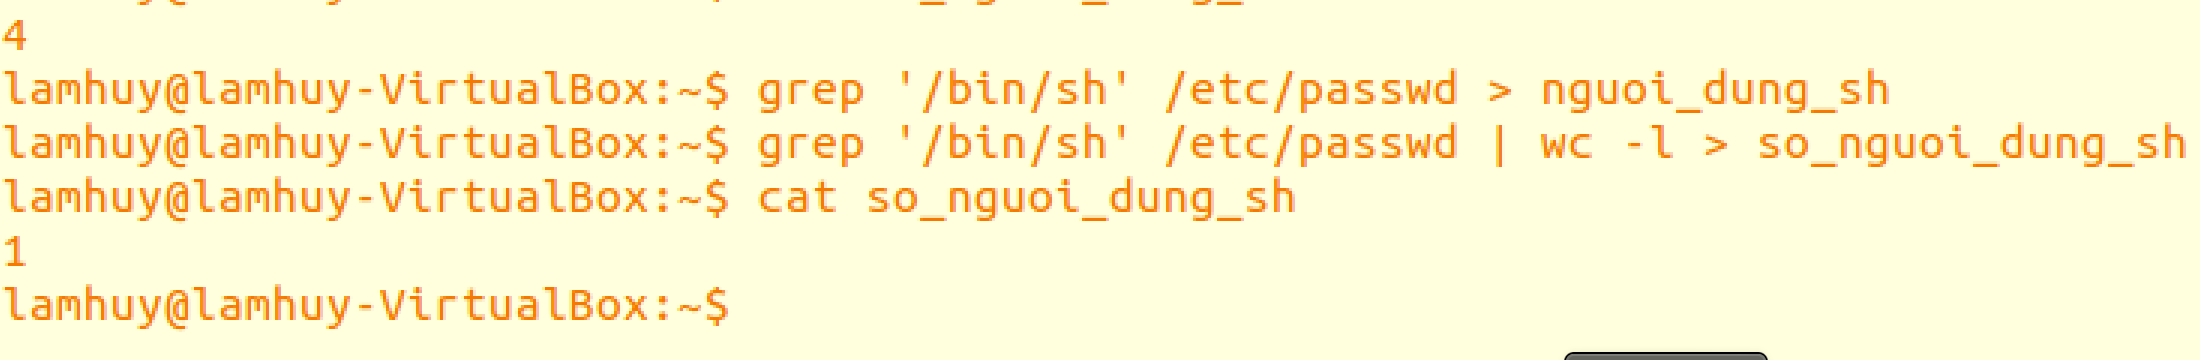 4
lamhuy@lamhuy-VirtualBox:~$ grep '/bin/sh' /etc/passwd > nguoi_dung_sh
lamhuy@lamhuy-VirtualBox:~$ grep '/bin/sh' /etc/passwd | wc -l > so_nguoi_dung_sh
lamhuy@lamhuy-VirtualBox:~$ cat so_nguoi_dung_sh
1
lamhuy@lamhuy-VirtualBox:~$